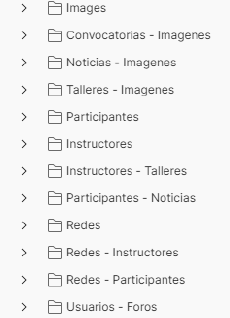 Images
Convocatorias - Imagenes
Noticias - Imagenes
Talleres - Imagenes
Participantes
Instructores
Instructores - Talleres
Participantes - Noticias
Redes
Redes - Instructores
Redes - Participantes
Usuarios - Foros